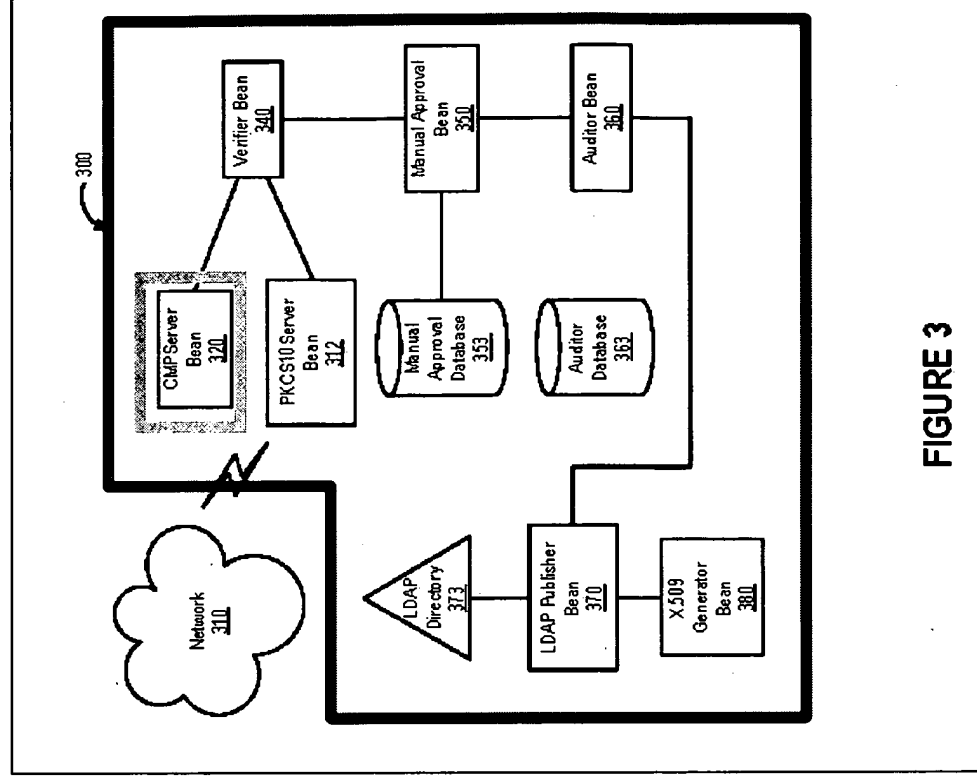 300
Network
310
CMPServer
Bean
320
PKCS10 Server
Bean
312
Verifier Bean
340
Manual
Approval
Database
353
Manual Approval
Bean
350
LDAP
Directory
373
LDAP Publisher
Bean
370
Auditor
Database
363
Auditor Bean
360
X.509
Generator
Bean
380
FIGURE 3